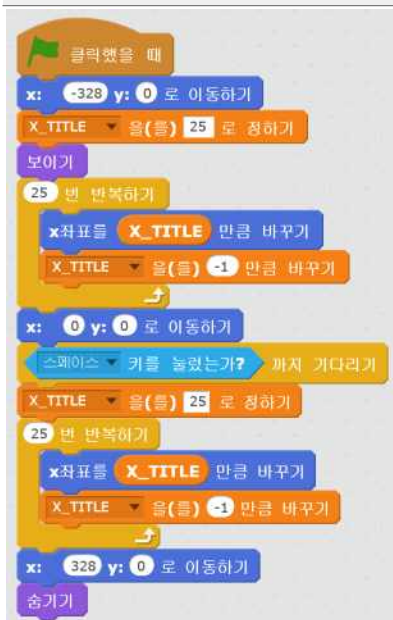 클릭했을 때
x: -328 y: 0 로 이동하기
X_TITLE 을(를) 25 로 정하기
보이기
25 번 반복하기
x좌표를 X_TITLE 만큼 바꾸기
X_TITLE 을(를) -1 만큼 바꾸기
x: 0 y: 0 로 이동하기
스페이스 키를 눌렀는가? 까지 기다리기
X_TITLE 을(를) 25 로 정하기
25 번 반복하기
x좌표를 X_TITLE 만큼 바꾸기
X_TITLE 을(를) -1 만큼 바꾸기
x: 328 y: 0 로 이동하기
숨기기